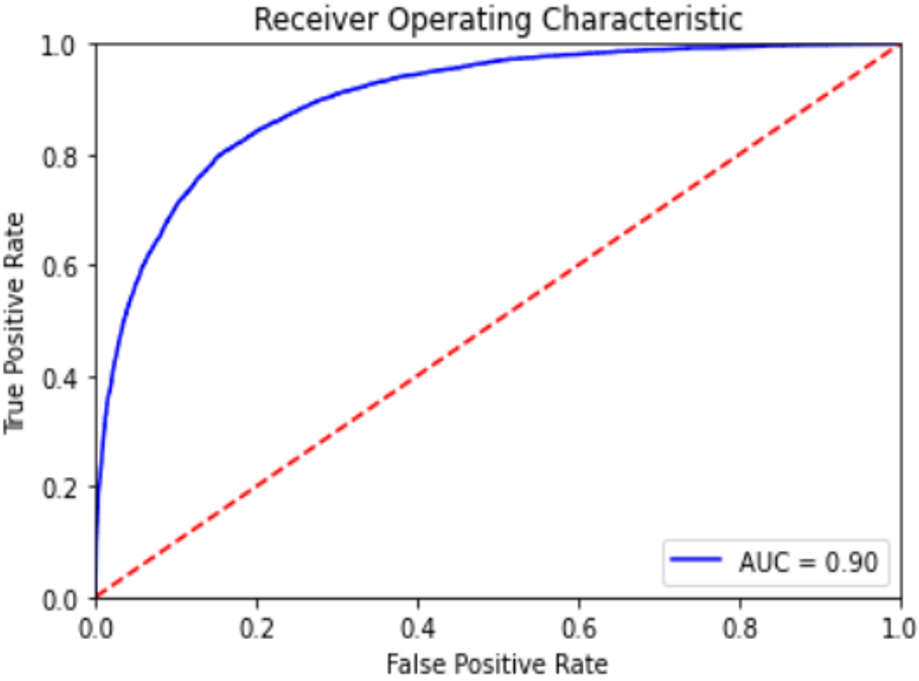 Receiver Operating Characteristic
1.0
0.8
0.6
0.4
0.2
0.0
True Positive Rate
AUC = 0.90
0.0 0.2 0.4 0.6 0.8 1.0
False Positive Rate